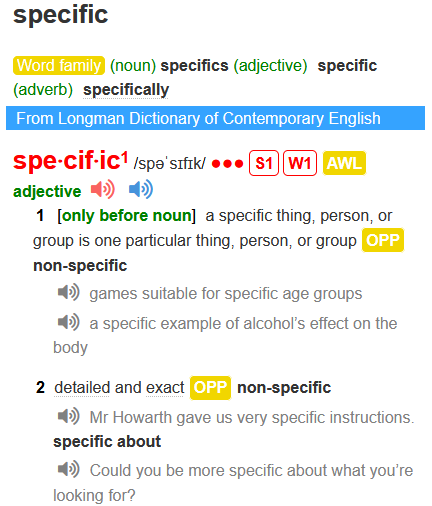 specific
Word family (noun) specifics (adjective) specific
(adverb) specifically
From Longman Dictionary of Contemporary English
spe‧cif‧ic1 /spəˈsɪfɪk/ ●●● S1 W1 AWL
adjective
1 [only before noun] a specific thing, person, or
group is one particular thing, person, or group OPP
non-specific
games suitable for specific age groups
a specific example of alcohol’s effect on the
body
2 detailed and exact OPP non-specific
Mr Howarth gave us very specific instructions.
specific about
Could you be more specific about what you’re
looking for?